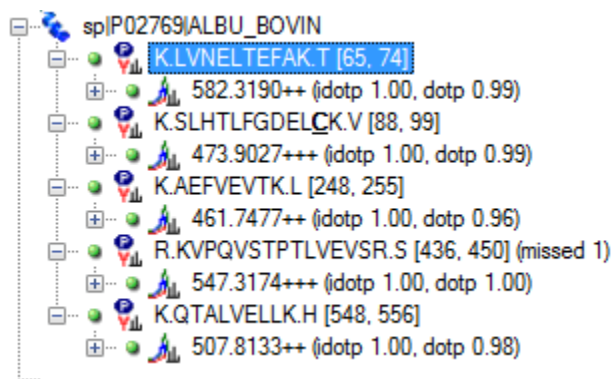 sp|P02769|ALBU_BOVIN
K.LVNELTEFAK.T [65, 74]
582.3190++ (idotp 1.00, dotp 0.99)
K.SLHTLFGDELCK.V [88, 99]
473.9027+++ (idotp 1.00, dotp 0.99)
K.AEFVEVTK.L [248, 255]
461.7477++ (idotp 1.00, dotp 0.96)
R.KVPQVSTPTLVEVSR.S [436, 450] (missed 1)
547.3174+++ (idotp 1.00, dotp 1.00)
K.QTALVELLK.H [548, 556]
507.8133++ (idotp 1.00, dotp 0.98)